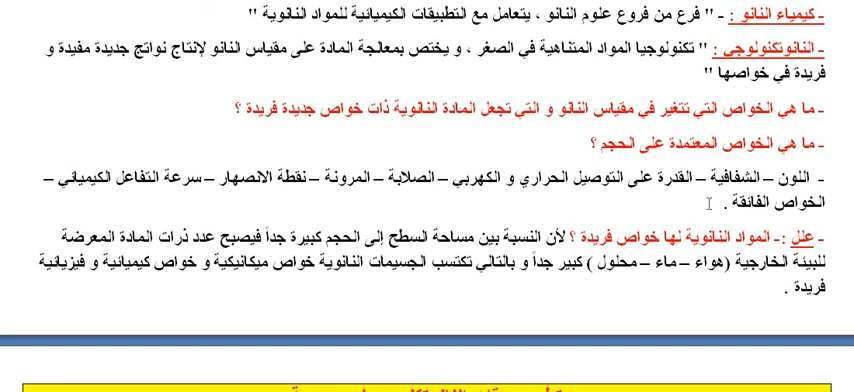 - كيمياء النانو : - " فرع من فروع علوم النانو ، يتعامل مع التطبيقات الكيميائية للمواد النانوية "
- النانوتكنولوجي : " تكنولوجيا المواد المتناهية في الصغر ، و يختص بمعالجة المادة على مقياس النانو لإنتاج نواتج جديدة مفيدة و
فريدة في خواصها "
- ما هي الخواص التي تتغير في مقياس النانو و التي تجعل المادة النانوية ذات خواص جديدة فريدة ؟
- ما هي الخواص المعتمدة على الحجم ؟
- اللون – الشفافية – القدرة على التوصيل الحراري و الكهربي – الصلابة – المرونة – نقطة الانصهار – سرعة التفاعل الكيميائي –
الخواص الفائقة .
- علل :- المواد النانوية لها خواص فريدة ؟ لأن النسبة بين مساحة السطح إلى الحجم كبيرة جداً فيصبح عدد ذرات المادة المعرضة
للبيئة الخارجية (هواء – ماء – محلول ) كبير جداً و بالتالي تكتسب الجسيمات النانوية خواص ميكانيكية و خواص كيميائية و فيزيائية
فريدة .